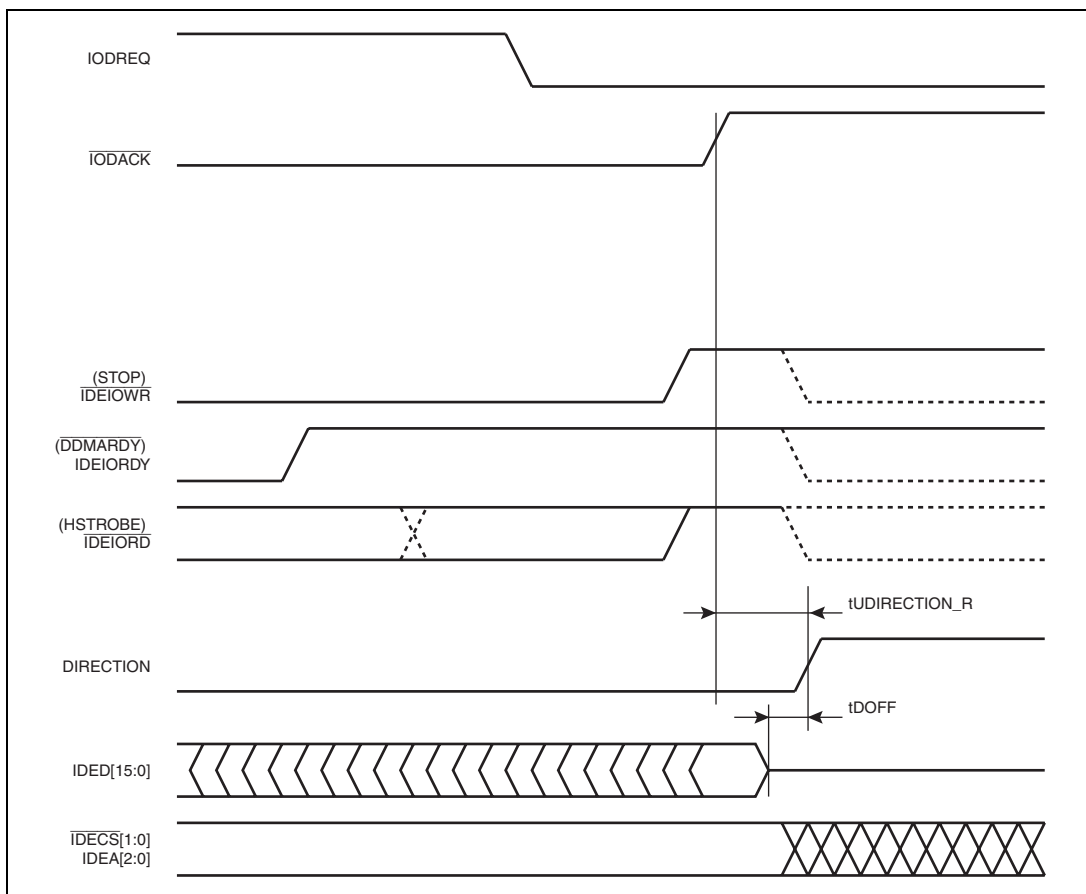 IODREQ
IODACK
(STOP)
IDEIOWR
(DDMARDY)
IDEIORDY
(HSTROBE)
IDEIORD
tUDIRECTION_R
DIRECTION
tDOFF
IDED[15:0]
IDECS[1:0]
IDEA[2:0]